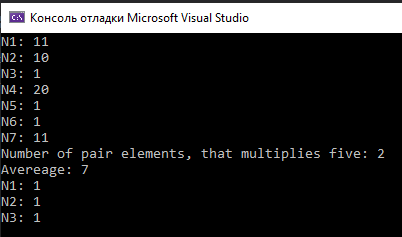 Консоль отладки Microsoft Visual Studio
N1: 11
N2: 10
N3: 1
N4: 20
N5: 1
N6: 1
N7: 11
Number of pair elements, that multiplies five: 2
Avereage: 7
N1: 1
N2: 1
N3: 1